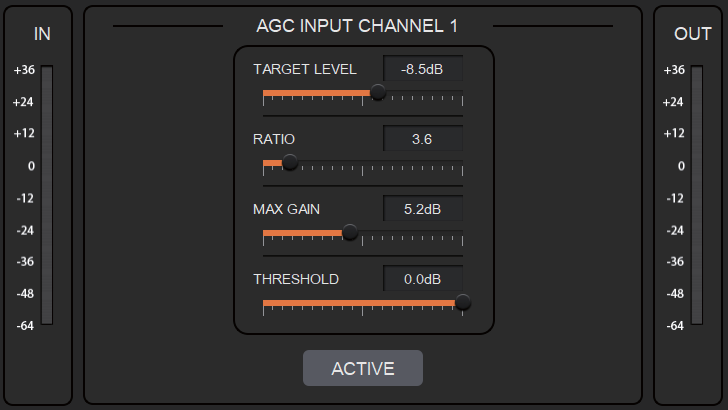 IN
+36
+24
+12
0
-12
-24
-36
-48
-64
AGC INPUT CHANNEL 1
TARGET LEVEL -8.5dB
RATIO 3.6
MAX GAIN 5.2dB
THRESHOLD 0.0dB
ACTIVE
OUT
+36
+24
+12
0
-12
-24
-36
-48
-64